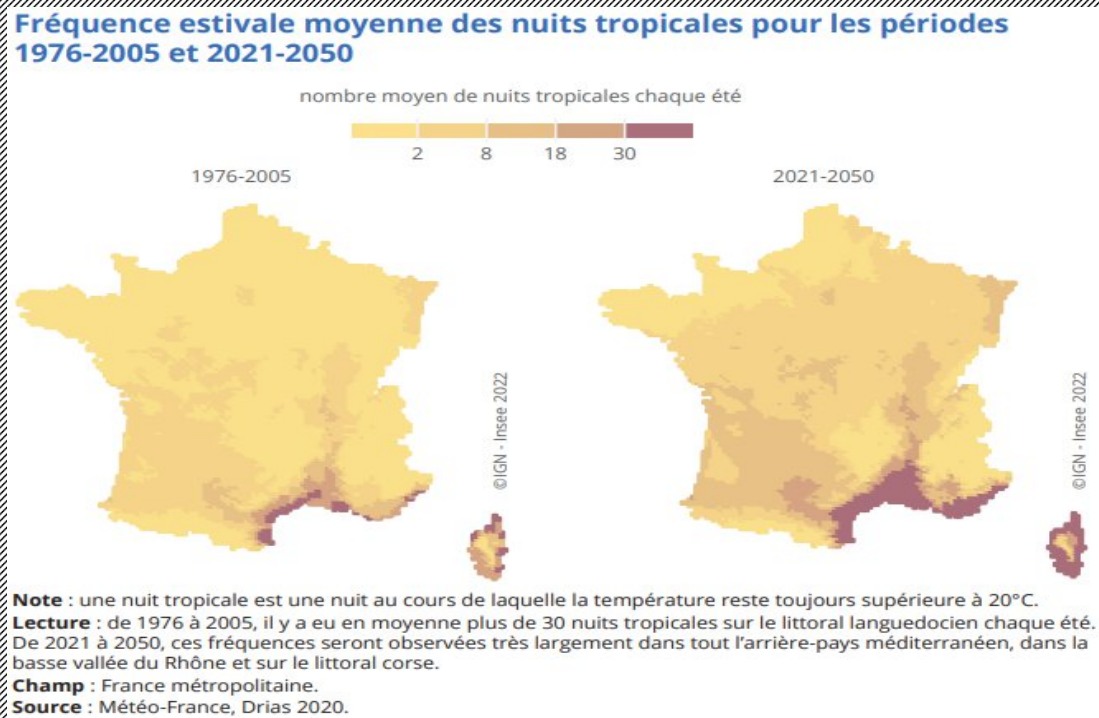 Fréquence estivale moyenne des nuits tropicales pour les périodes
1976-2005 et 2021-2050
nombre moyen de nuits tropicales chaque été
2 8 18 30
1976-2005
2021-2050
©IGN - Insee 2022
©IGN - Insee 2022
Note : une nuit tropicale est une nuit au cours de laquelle la température reste toujours supérieure à 20°C.
Lecture : de 1976 à 2005, il y a eu en moyenne plus de 30 nuits tropicales sur le littoral languedocien chaque été.
De 2021 à 2050, ces fréquences seront observées très largement dans tout l’arrière-pays méditerranéen, dans la
basse vallée du Rhône et sur le littoral corse.
Champ : France métropolitaine.
Source : Météo-France, Drias 2020.